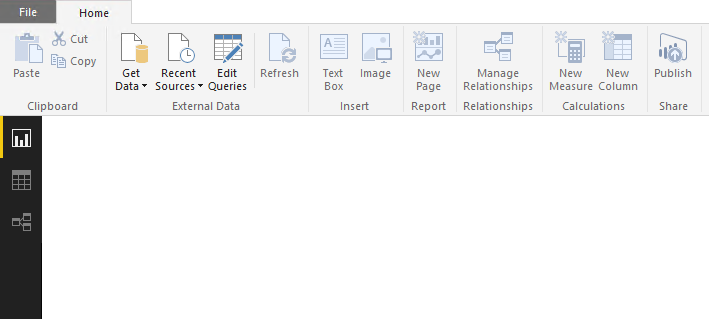 File Home
Cut
Copy
Paste
Get Data
Recent Sources
Edit Queries
Refresh
Text Box
Image
New Page
Manage Relationships
New Measure
New Column
Publish
Clipboard External Data Insert Report Relationships Calculations Share